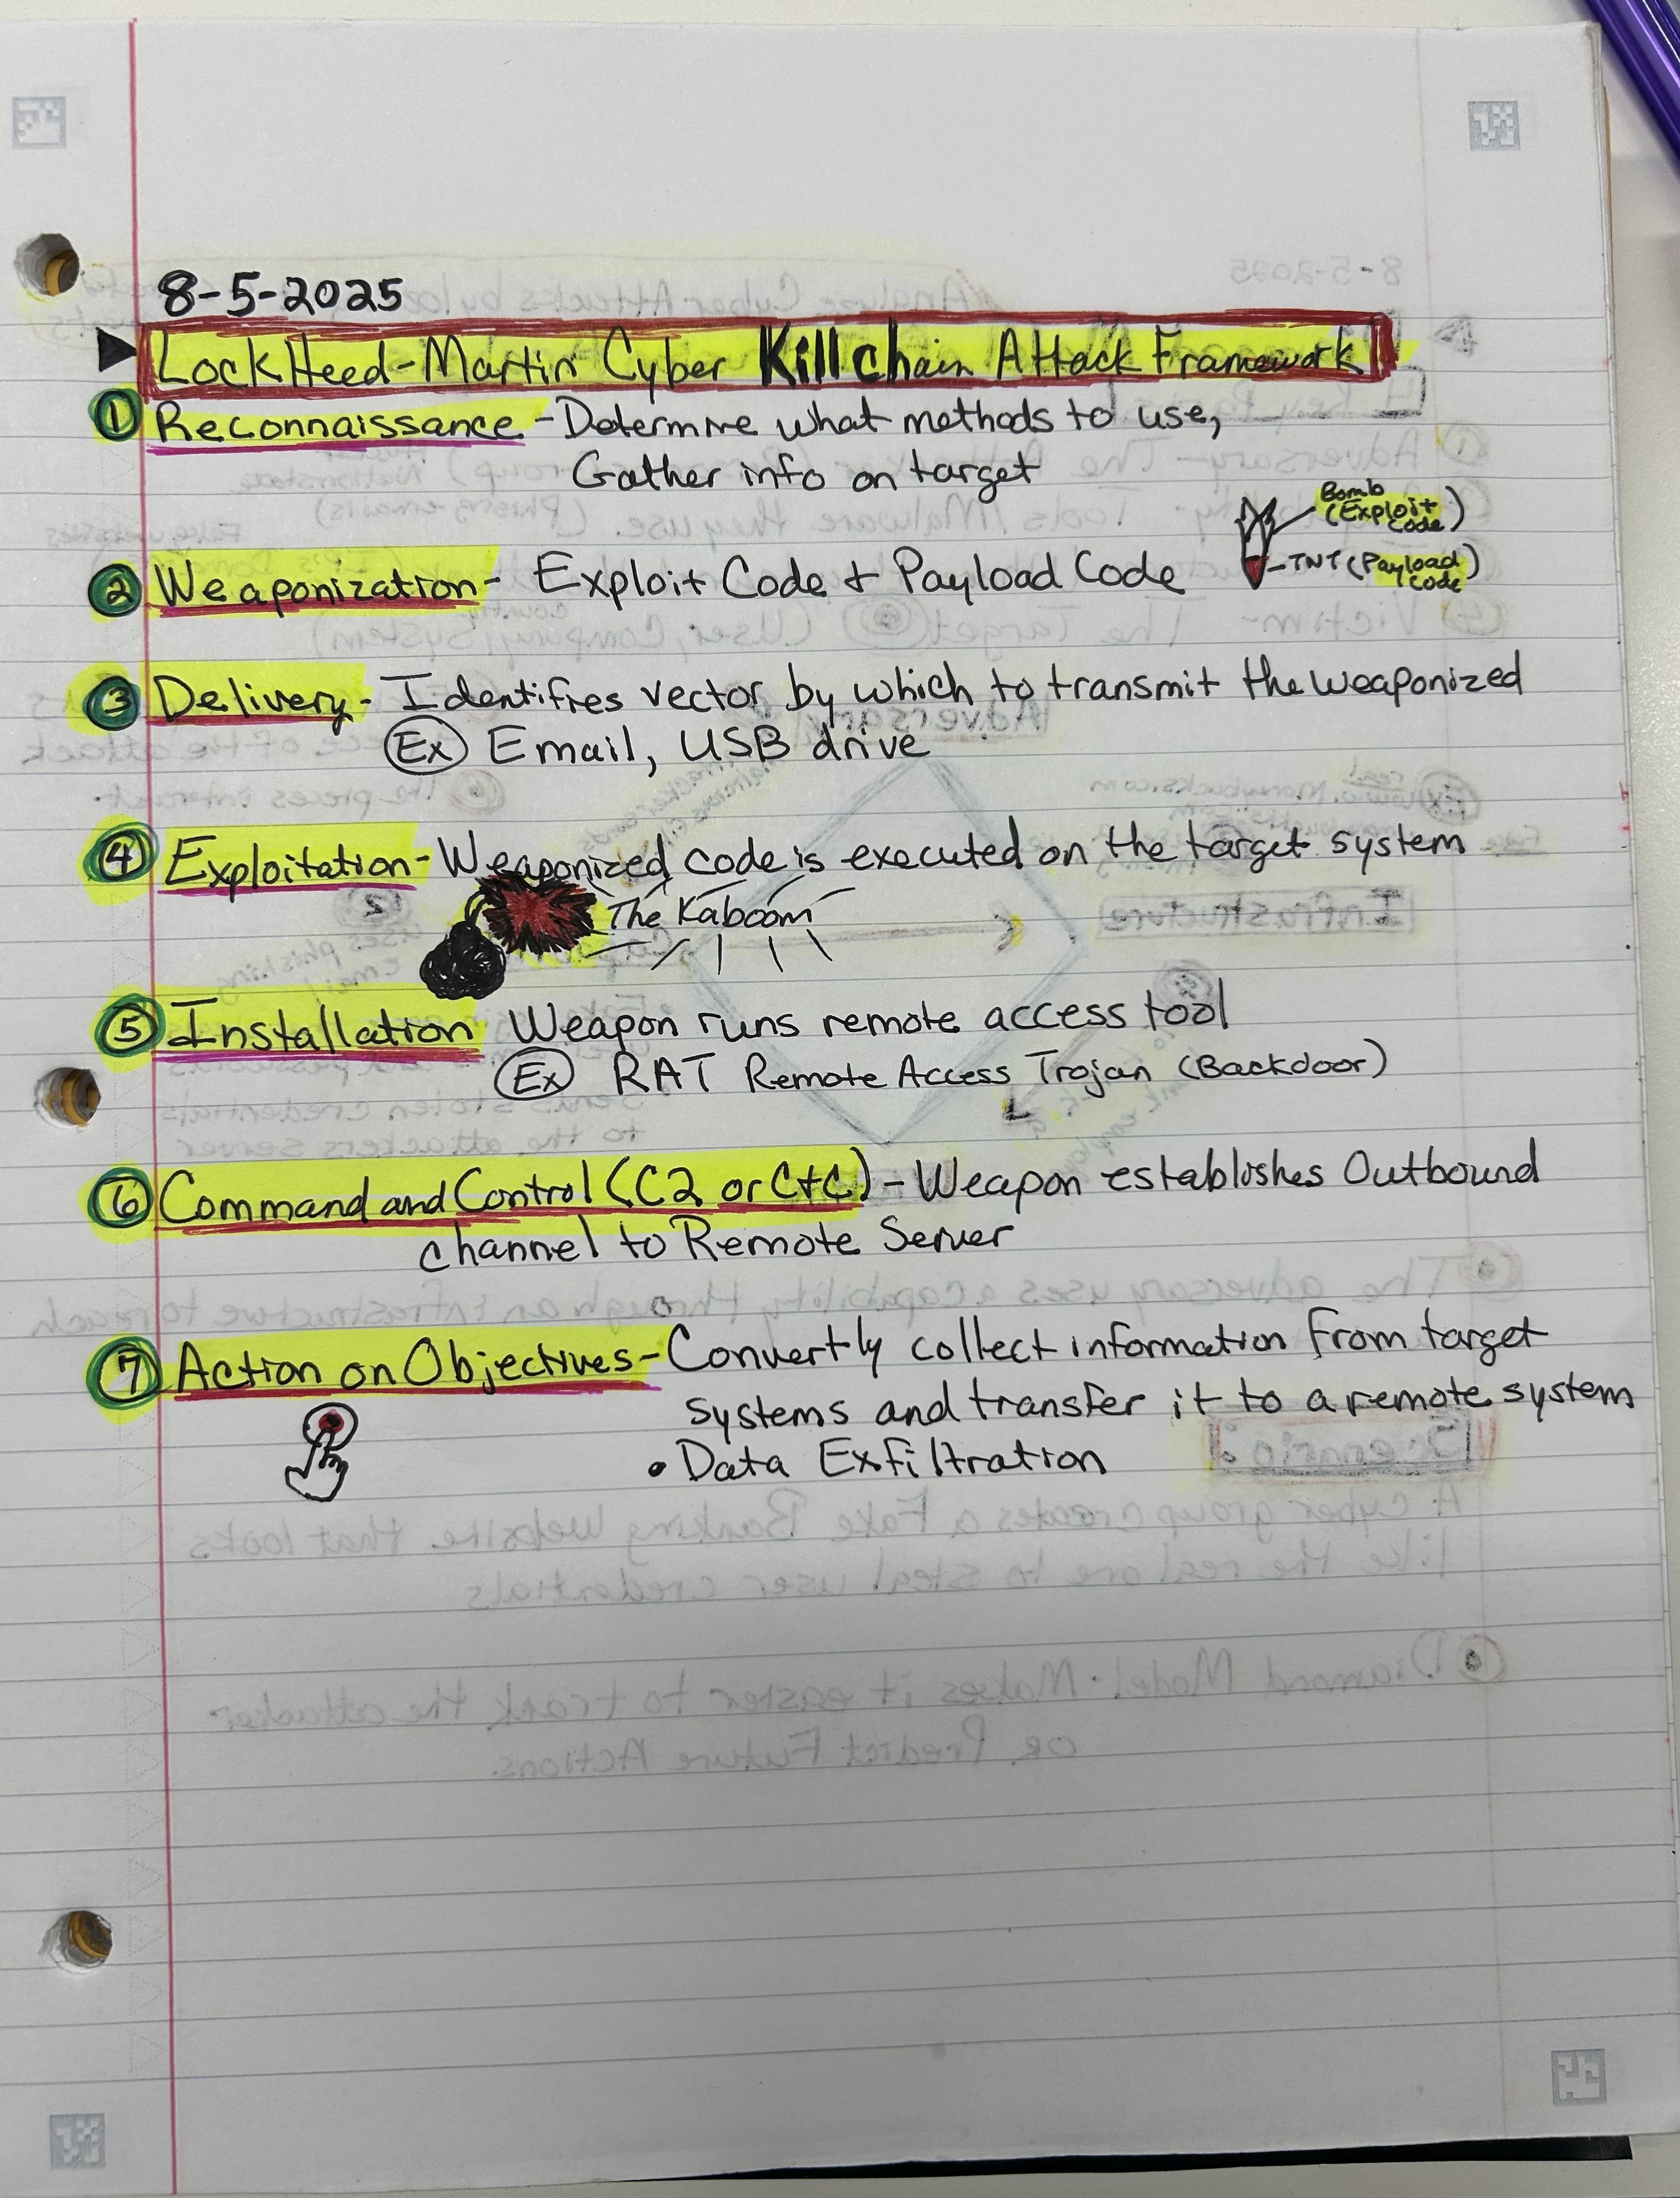 8-5-2025
LockHeed-Martin Cyber Kill chain Attack Framework
① Reconnaissance - Determine what methods to use,
Gather info on target
Bomb
(Exploit
Code)
② Weaponization - Exploit Code + Payload Code
TNT (Payload
Code)
③ Delivery - Identifies vector by which to transmit the weaponized
Ex Email, USB drive
④ Exploitation - Weaponized code is executed on the target system
The Kaboom
⑤ Installation Weapon runs remote access tool
Ex RAT Remote Access Trojan (Backdoor)
⑥ Command and Control (C2 or C+C) - Weapon establishes Outbound
channel to Remote Server
⑦ Action on Objectives - Convertly collect information from target
systems and transfer it to a remote system
• Data Exfiltration